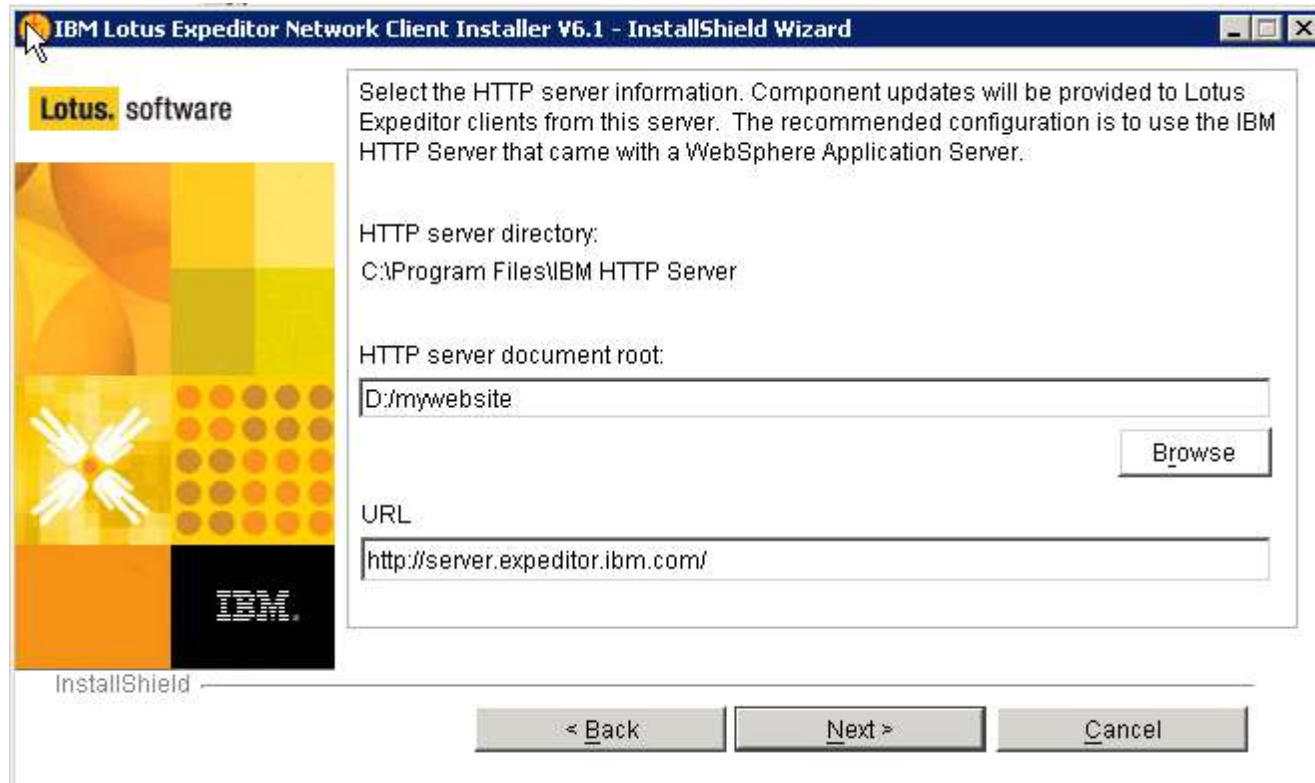 IBM Lotus Expeditor Network Client Installer V6.1 - InstallShield Wizard
Lotus. software
Select the HTTP server information. Component updates will be provided to Lotus
Expeditor clients from this server. The recommended configuration is to use the IBM
HTTP Server that came with a WebSphere Application Server.
HTTP server directory:
C:\Program Files\IBM HTTP Server
HTTP server document root:
D:/mywebsite
Browse
URL
http://server.expeditor.ibm.com/
IBM.
InstallShield
< Back
Next >
Cancel